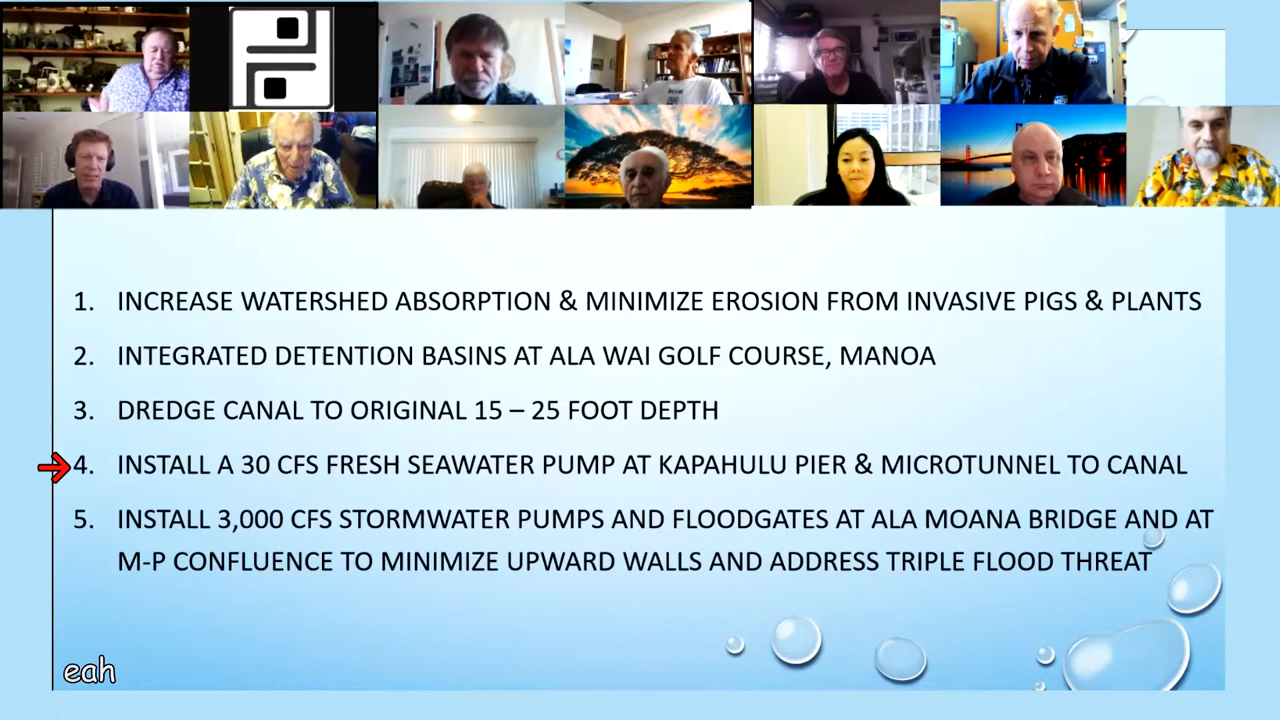 1. INCREASE WATERSHED ABSORPTION & MINIMIZE EROSION FROM INVASIVE PIGS & PLANTS
2. INTEGRATED DETENTION BASINS AT ALA WAI GOLF COURSE, MANOA
3. DREDGE CANAL TO ORIGINAL 15 – 25 FOOT DEPTH
4. INSTALL A 30 CFS FRESH SEAWATER PUMP AT KAPAHULU PIER & MICROTUNNEL TO CANAL
5. INSTALL 3,000 CFS STORMWATER PUMPS AND FLOODGATES AT ALA MOANA BRIDGE AND AT
M-P CONFLUENCE TO MINIMIZE UPWARD WALLS AND ADDRESS TRIPLE FLOOD THREAT
eah